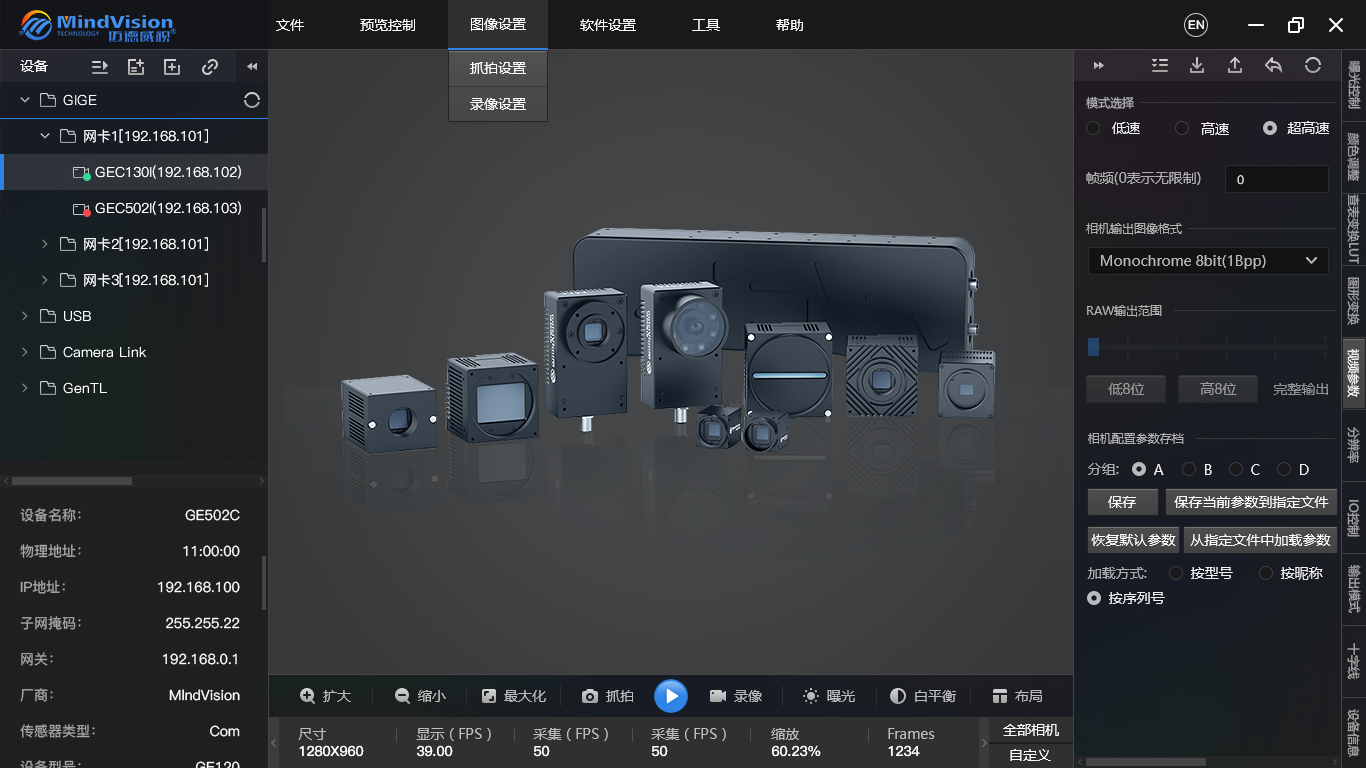 MindVision
TECHNOLOGY 迈德威视®
文件 预览控制 图像设置 软件设置 工具 帮助 EN
抓拍设置
录像设置
设备
GIGE
网卡1[192.168.101]
GEC130I(192.168.102)
GEC502I(192.168.103)
网卡2[192.168.101]
网卡3[192.168.101]
USB
Camera Link
GenTL
设备名称: GE502C
物理地址: 11:00:00
IP地址: 192.168.100
子网掩码: 255.255.22
网关: 192.168.0.1
厂商: MIndVision
传感器类型: Com
设备型号: GE120
扩大 缩小 最大化 抓拍 录像 曝光 白平衡 布局
尺寸 显示 ( FPS ) 采集 ( FPS ) 采集 ( FPS ) 缩放 Frames
1280X960 39.00 50 50 60.23% 1234
全部相机
自定义
模式选择
低速 高速 超高速
帧频(0表示无限制) 0
相机输出图像格式
Monochrome 8bit(1Bpp)
RAW输出范围
低8位 高8位 完整输出
相机配置参数存档
分组: A B C D
保存 保存当前参数到指定文件
恢复默认参数 从指定文件中加载参数
加载方式: 按型号 按昵称
按序列号
曝光控制
颜色调整
查表变换LUT
图形变换
视频参数
分辨率
IO控制
输出模式
十字线
设备信息